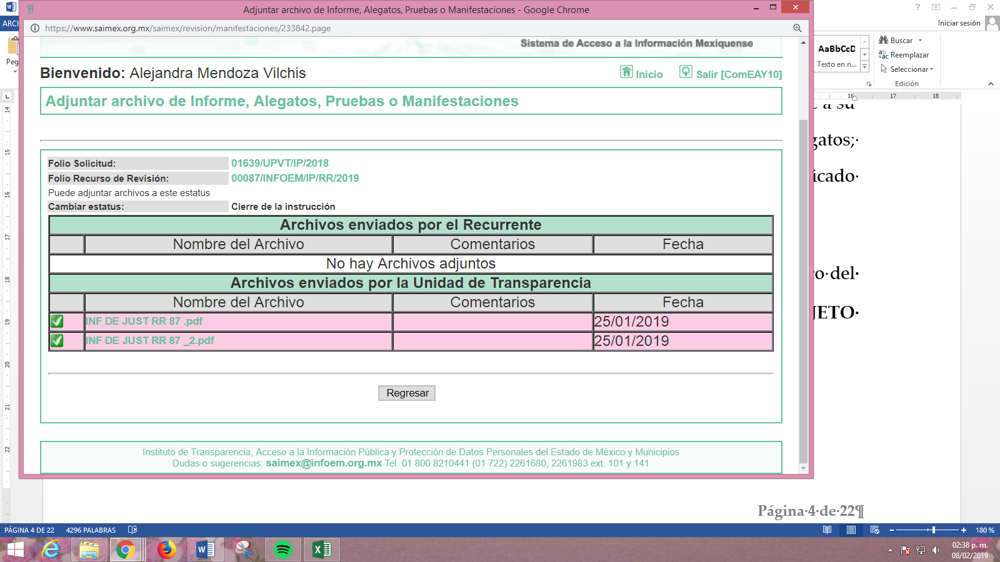 Adjuntar archivo de Informe, Alegatos, Pruebas o Manifestaciones - Google Chrome
https://www.saimex.org.mx/saimex/revision/manifestaciones/233842.page
Sistema de Acceso a la Información Mexiquense
Bienvenido: Alejandra Mendoza Vilchis
Inicio
Salir [ComEAY10]
Adjuntar archivo de Informe, Alegatos, Pruebas o Manifestaciones
Folio Solicitud: 01639/UPVT/IP/2018
Folio Recurso de Revisión: 00087/INFOEM/IP/RR/2019
Puede adjuntar archivos a este estatus
Cambiar estatus: Cierre de la instrucción
Archivos enviados por el Recurrente
Nombre del Archivo Comentarios Fecha
No hay Archivos adjuntos
Archivos enviados por la Unidad de Transparencia
Nombre del Archivo Comentarios Fecha
INF DE JUST RR 87 .pdf 25/01/2019
INF DE JUST RR 87 _2.pdf 25/01/2019
Regresar
Instituto de Transparencia, Acceso a la Información Pública y Protección de Datos Personales del Estado de México y Municipios
Dudas o sugerencias: saimex@infoem.org.mx Tel. 01 800 8210441 (01 722) 2261680, 2261983 ext. 101 y 141
ARCH
Peg
Iniciar sesión
AaBbCcD
Texto en n...
Buscar
Reemplazar
Seleccionar
Edición
16 17 18
14
15
16
17
18
19
20
21
22
a su
gatos;·
icado·
o·del·
JETO·
Página·4·de·22¶
PÁGINA 4 DE 22 4296 PALABRAS
180 %
02:38 p. m.
08/02/2019